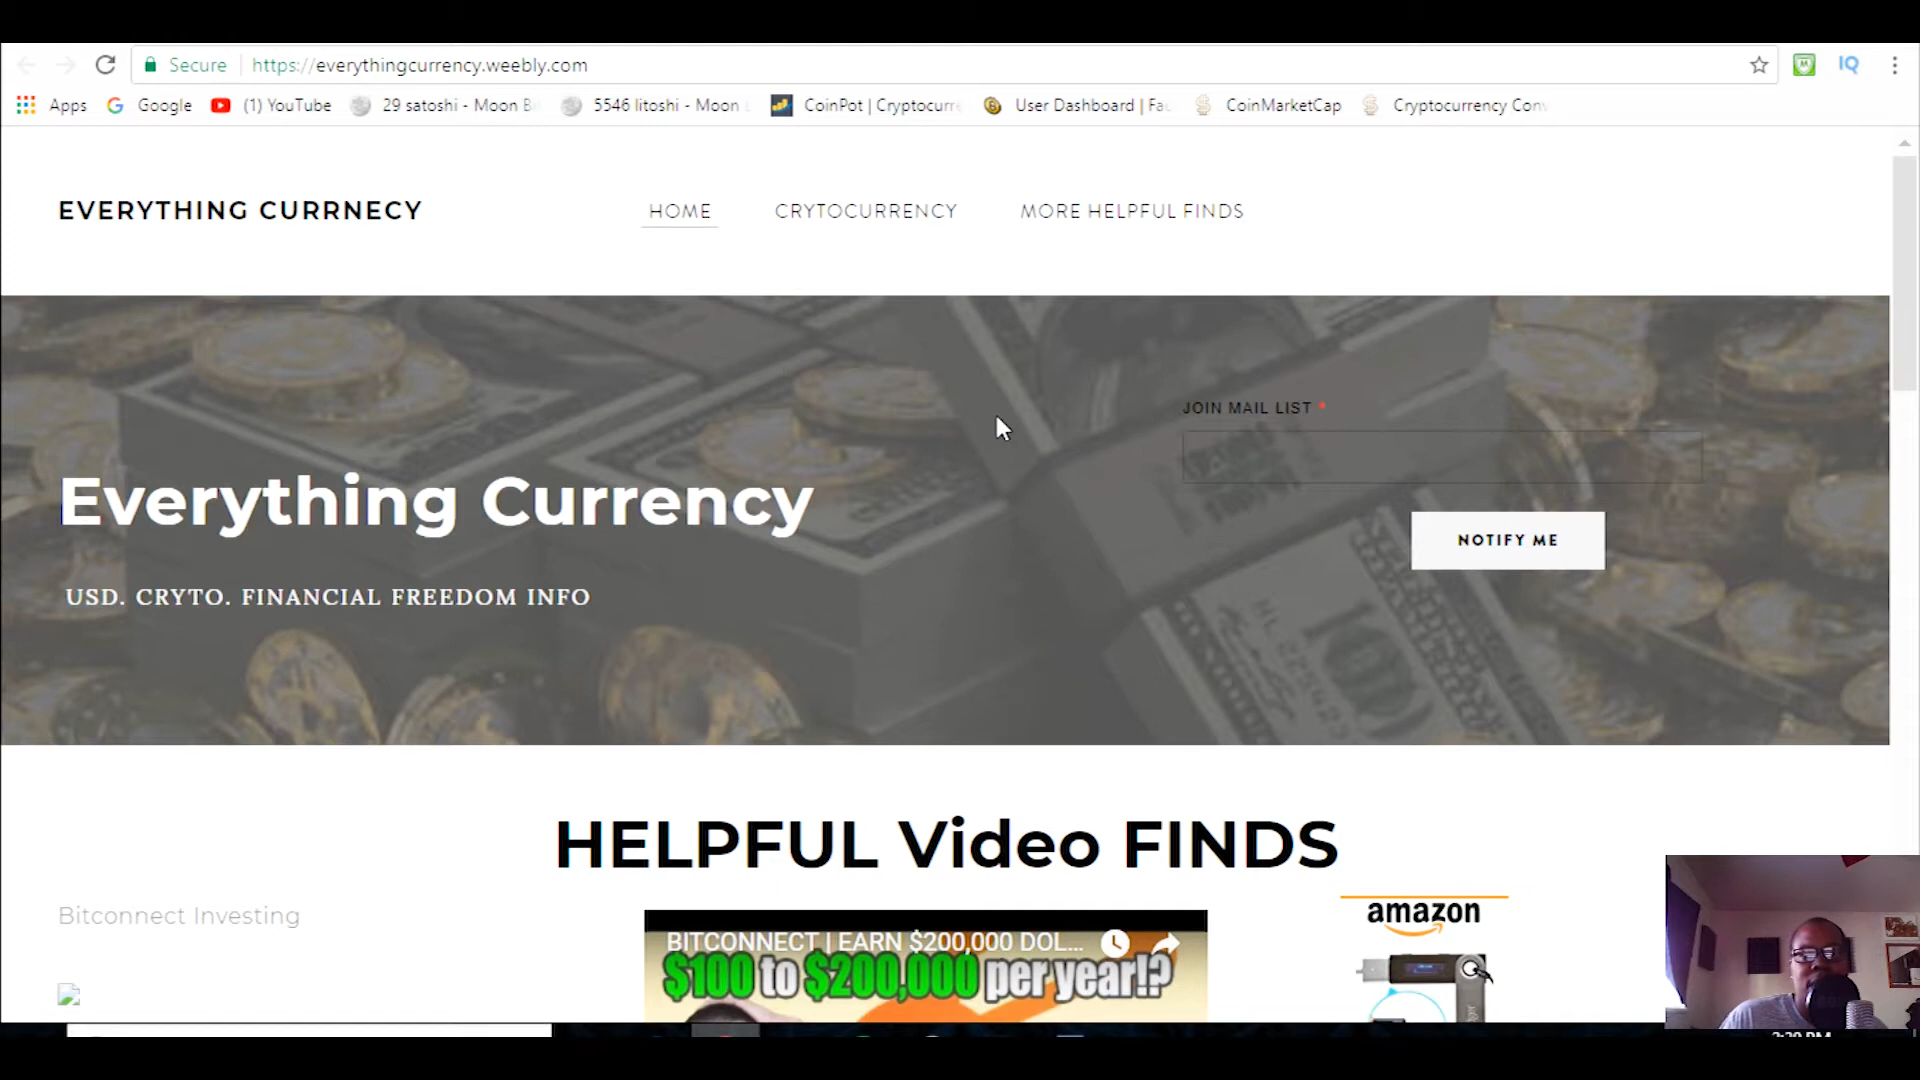 Secure https://everythingcurrency.weebly.com
Apps Google (1) YouTube 29 satoshi - Moon 5546 litoshi - Moon CoinPot | Cryptocurr User Dashboard | Fau CoinMarketCap Cryptocurrency Con
EVERYTHING CURRNECY
HOME CRYTOCURRENCY MORE HELPFUL FINDS
JOIN MAIL LIST *
Everything Currency
NOTIFY ME
USD. CRYTO. FINANCIAL FREEDOM INFO
HELPFUL Video FINDS
Bitconnect Investing
BITCONNECT | EARN $200,000 DOL...
$100 to $200,000 per year!?
amazon
IQ